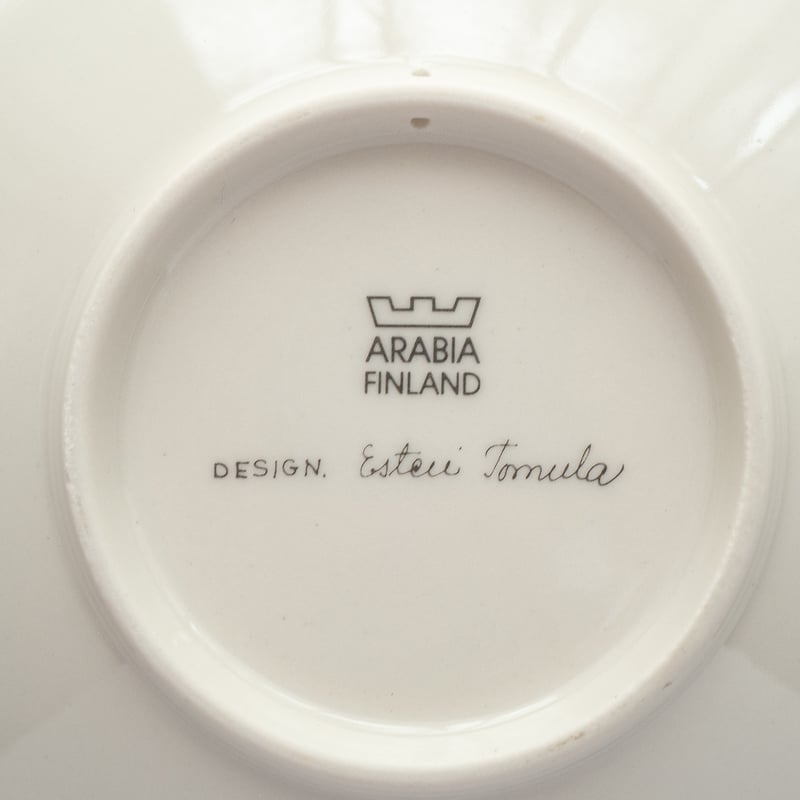 ARABIA
FINLAND
DESIGN. Esteri Tomula